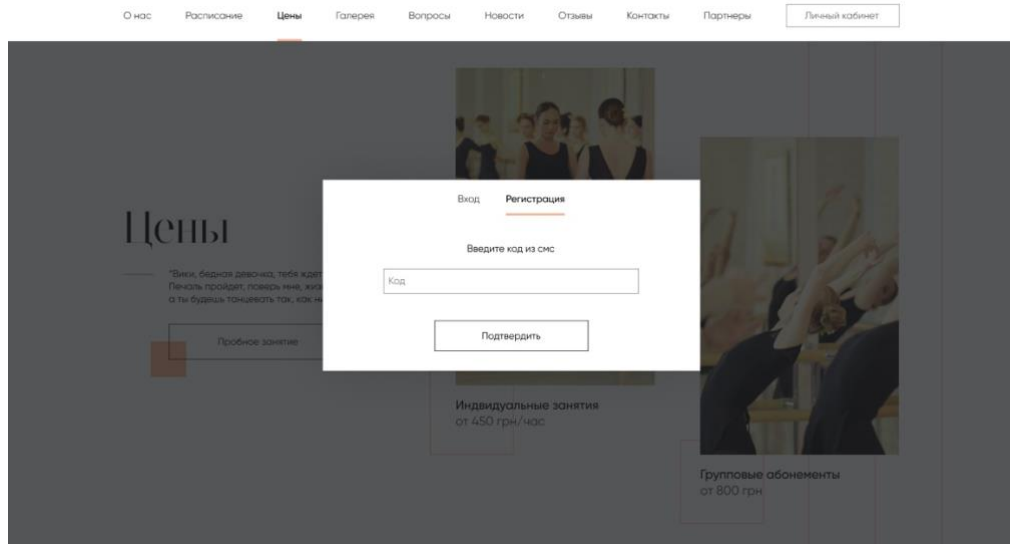 О нас Расписание Цены Галерея Вопросы Новости Отзывы Контакты Партнеры Личный кабинет
Вход Регистрация
Введите код из смс
Код
Подтвердить
Цены
"Вики, бедная девочка, тебя ждет
Печаль пройдет, поверь мне,
а ты будешь танцевать так, как
Пробное занятие
Индвидуальные занятия
от 450 грн/час
Групповые абонементы
от 800 грн